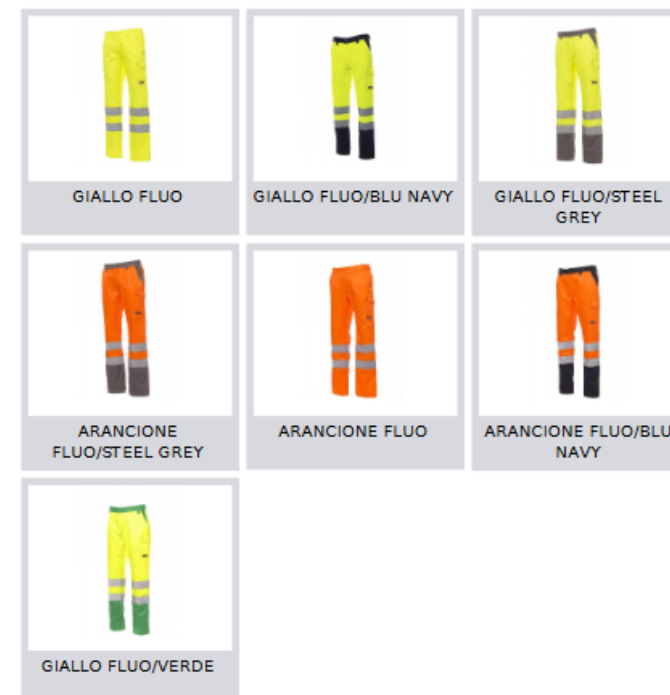 GIALLO FLUO
GIALLO FLUO/BLU NAVY
GIALLO FLUO/STEEL
GREY
ARANCIONE
FLUO/STEEL GREY
ARANCIONE FLUO
ARANCIONE FLUO/BLU
NAVY
GIALLO FLUO/VERDE